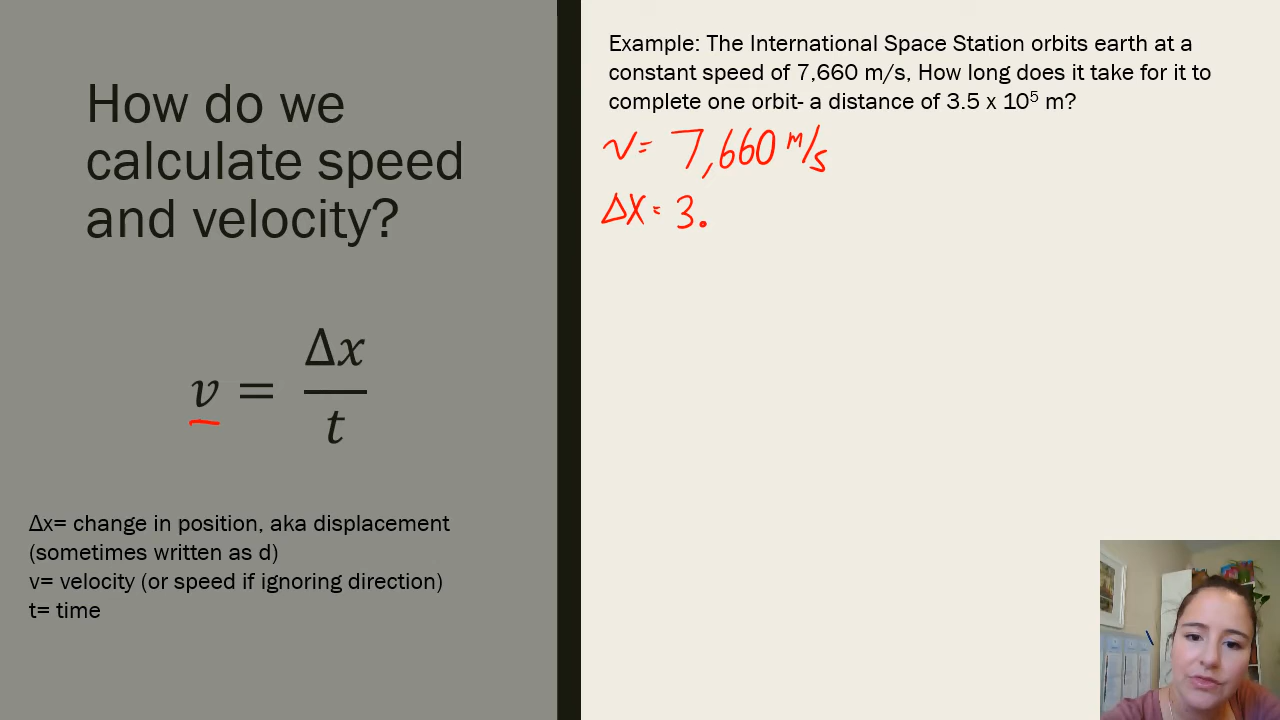 How do we
calculate speed
and velocity?
v = Δx
t
Δx= change in position, aka displacement
(sometimes written as d)
v= velocity (or speed if ignoring direction)
t= time
Example: The International Space Station orbits earth at a
constant speed of 7,660 m/s, How long does it take for it to
complete one orbit- a distance of 3.5 x 10⁵ m?
v= 7,660 m/s
Δx= 3.